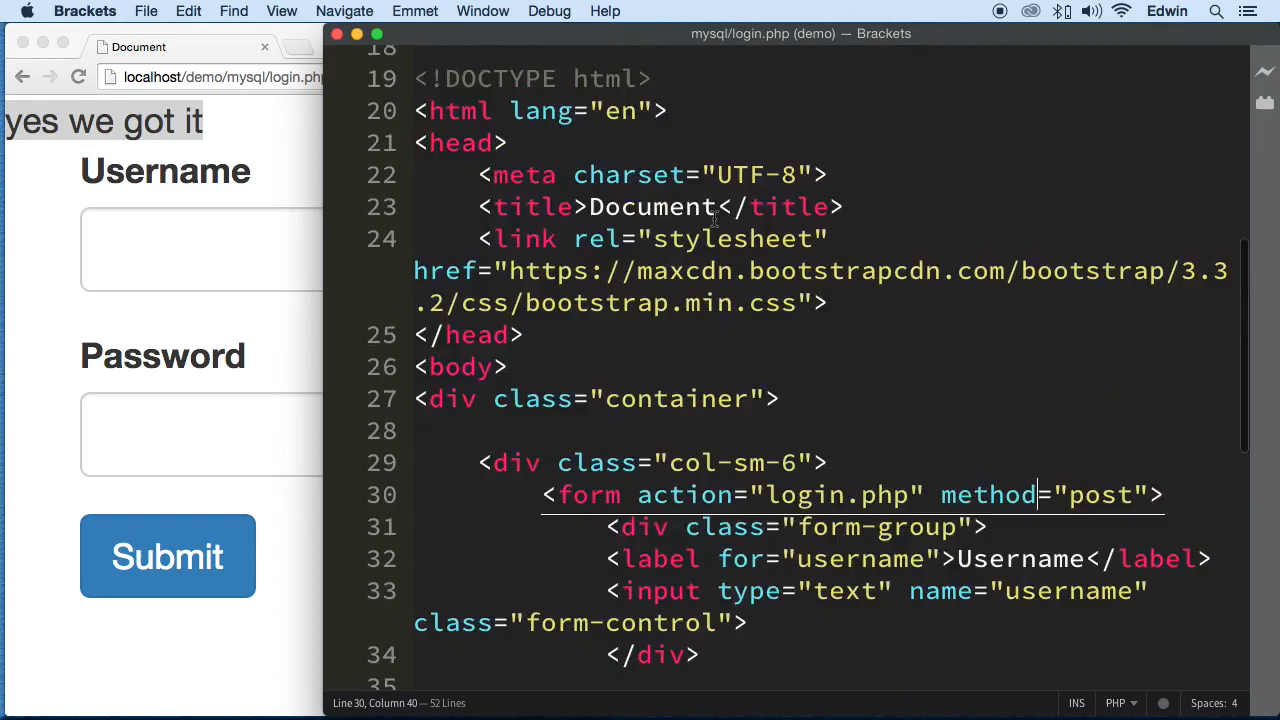 Brackets File Edit Find View Navigate Emmet Window Debug Help Edwin
Document
localhost/demo/mysql/login.php
yes we got it
Username
Password
Submit
mysql/login.php (demo) — Brackets
18
19 <!DOCTYPE html>
20 <html lang="en">
21 <head>
22 <meta charset="UTF-8">
23 <title>Document</title>
24 <link rel="stylesheet"
href="https://maxcdn.bootstrapcdn.com/bootstrap/3.3
.2/css/bootstrap.min.css">
25 </head>
26 <body>
27 <div class="container">
28
29 <div class="col-sm-6">
30 <form action="login.php" method="post">
31 <div class="form-group">
32 <label for="username">Username</label>
33 <input type="text" name="username"
class="form-control">
34 </div>
35
Line 30, Column 40 — 52 Lines
INS PHP Spaces: 4